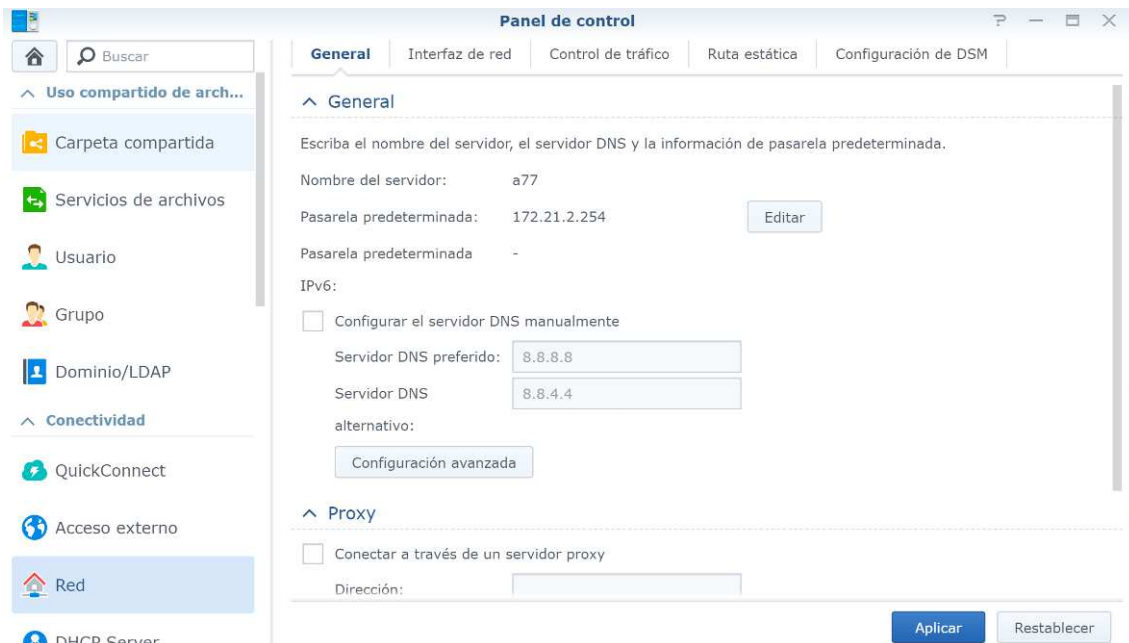 Panel de control
Buscar
General
Interfaz de red
Control de tráfico
Ruta estática
Configuración de DSM
Uso compartido de arch...
Carpeta compartida
Servicios de archivos
Usuario
Grupo
Dominio/LDAP
Conectividad
QuickConnect
Acceso externo
Red
DHCP Server
General
Escriba el nombre del servidor, el servidor DNS y la información de pasarela predeterminada.
Nombre del servidor: a77
Pasarela predeterminada: 172.21.2.254 Editar
Pasarela predeterminada -
IPv6:
Configurar el servidor DNS manualmente
Servidor DNS preferido: 8.8.8.8
Servidor DNS 8.8.4.4
alternativo:
Configuración avanzada
Proxy
Conectar a través de un servidor proxy
Dirección:
Aplicar
Restablecer